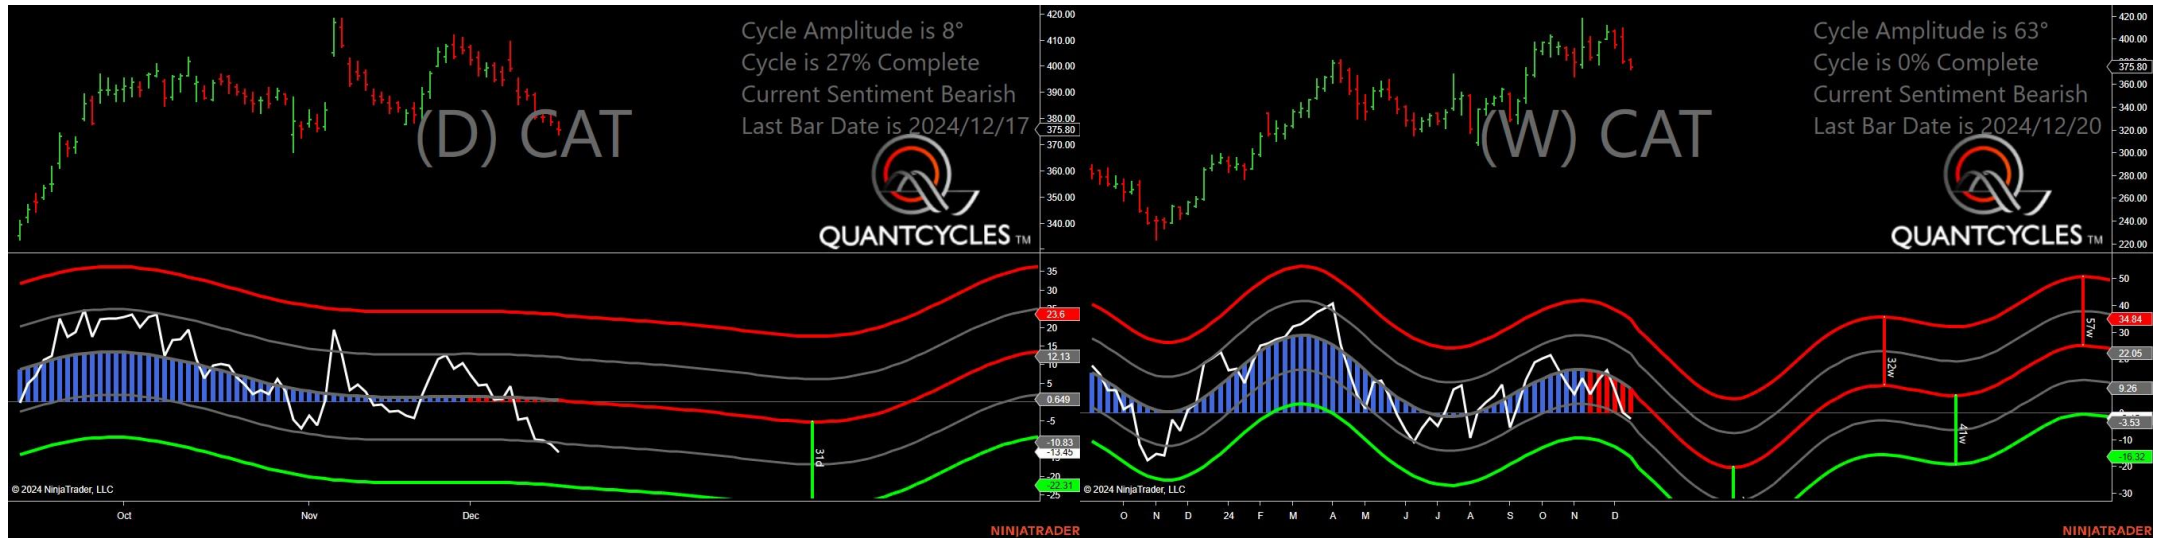 Cycle Amplitude is 8°
Cycle is 27% Complete
Current Sentiment Bearish
Last Bar Date is 2024/12/17
(D) CAT
QUANTCYCLES TM
420.00
410.00
400.00
390.00
380.00
375.80
370.00
360.00
350.00
340.00
35
30
23.6
20
15
12.13
10
5
0.649
-5
-10.83
-13.45
-22.31
-25
31d
© 2024 NinjaTrader, LLC
Oct
Nov
Dec
NINJATRADER
Cycle Amplitude is 63°
Cycle is 0% Complete
Current Sentiment Bearish
Last Bar Date is 2024/12/20
(W) CAT
QUANTCYCLES TM
420.00
400.00
375.80
360.00
340.00
320.00
300.00
280.00
260.00
240.00
220.00
50
40
34.84
30
22.05
9.26
-3.53
-10
-16.32
-20
-30
32w
41w
57w
© 2024 NinjaTrader, LLC
O
N
D
24
F
M
A
M
J
J
A
S
O
N
D
NINJATRADER